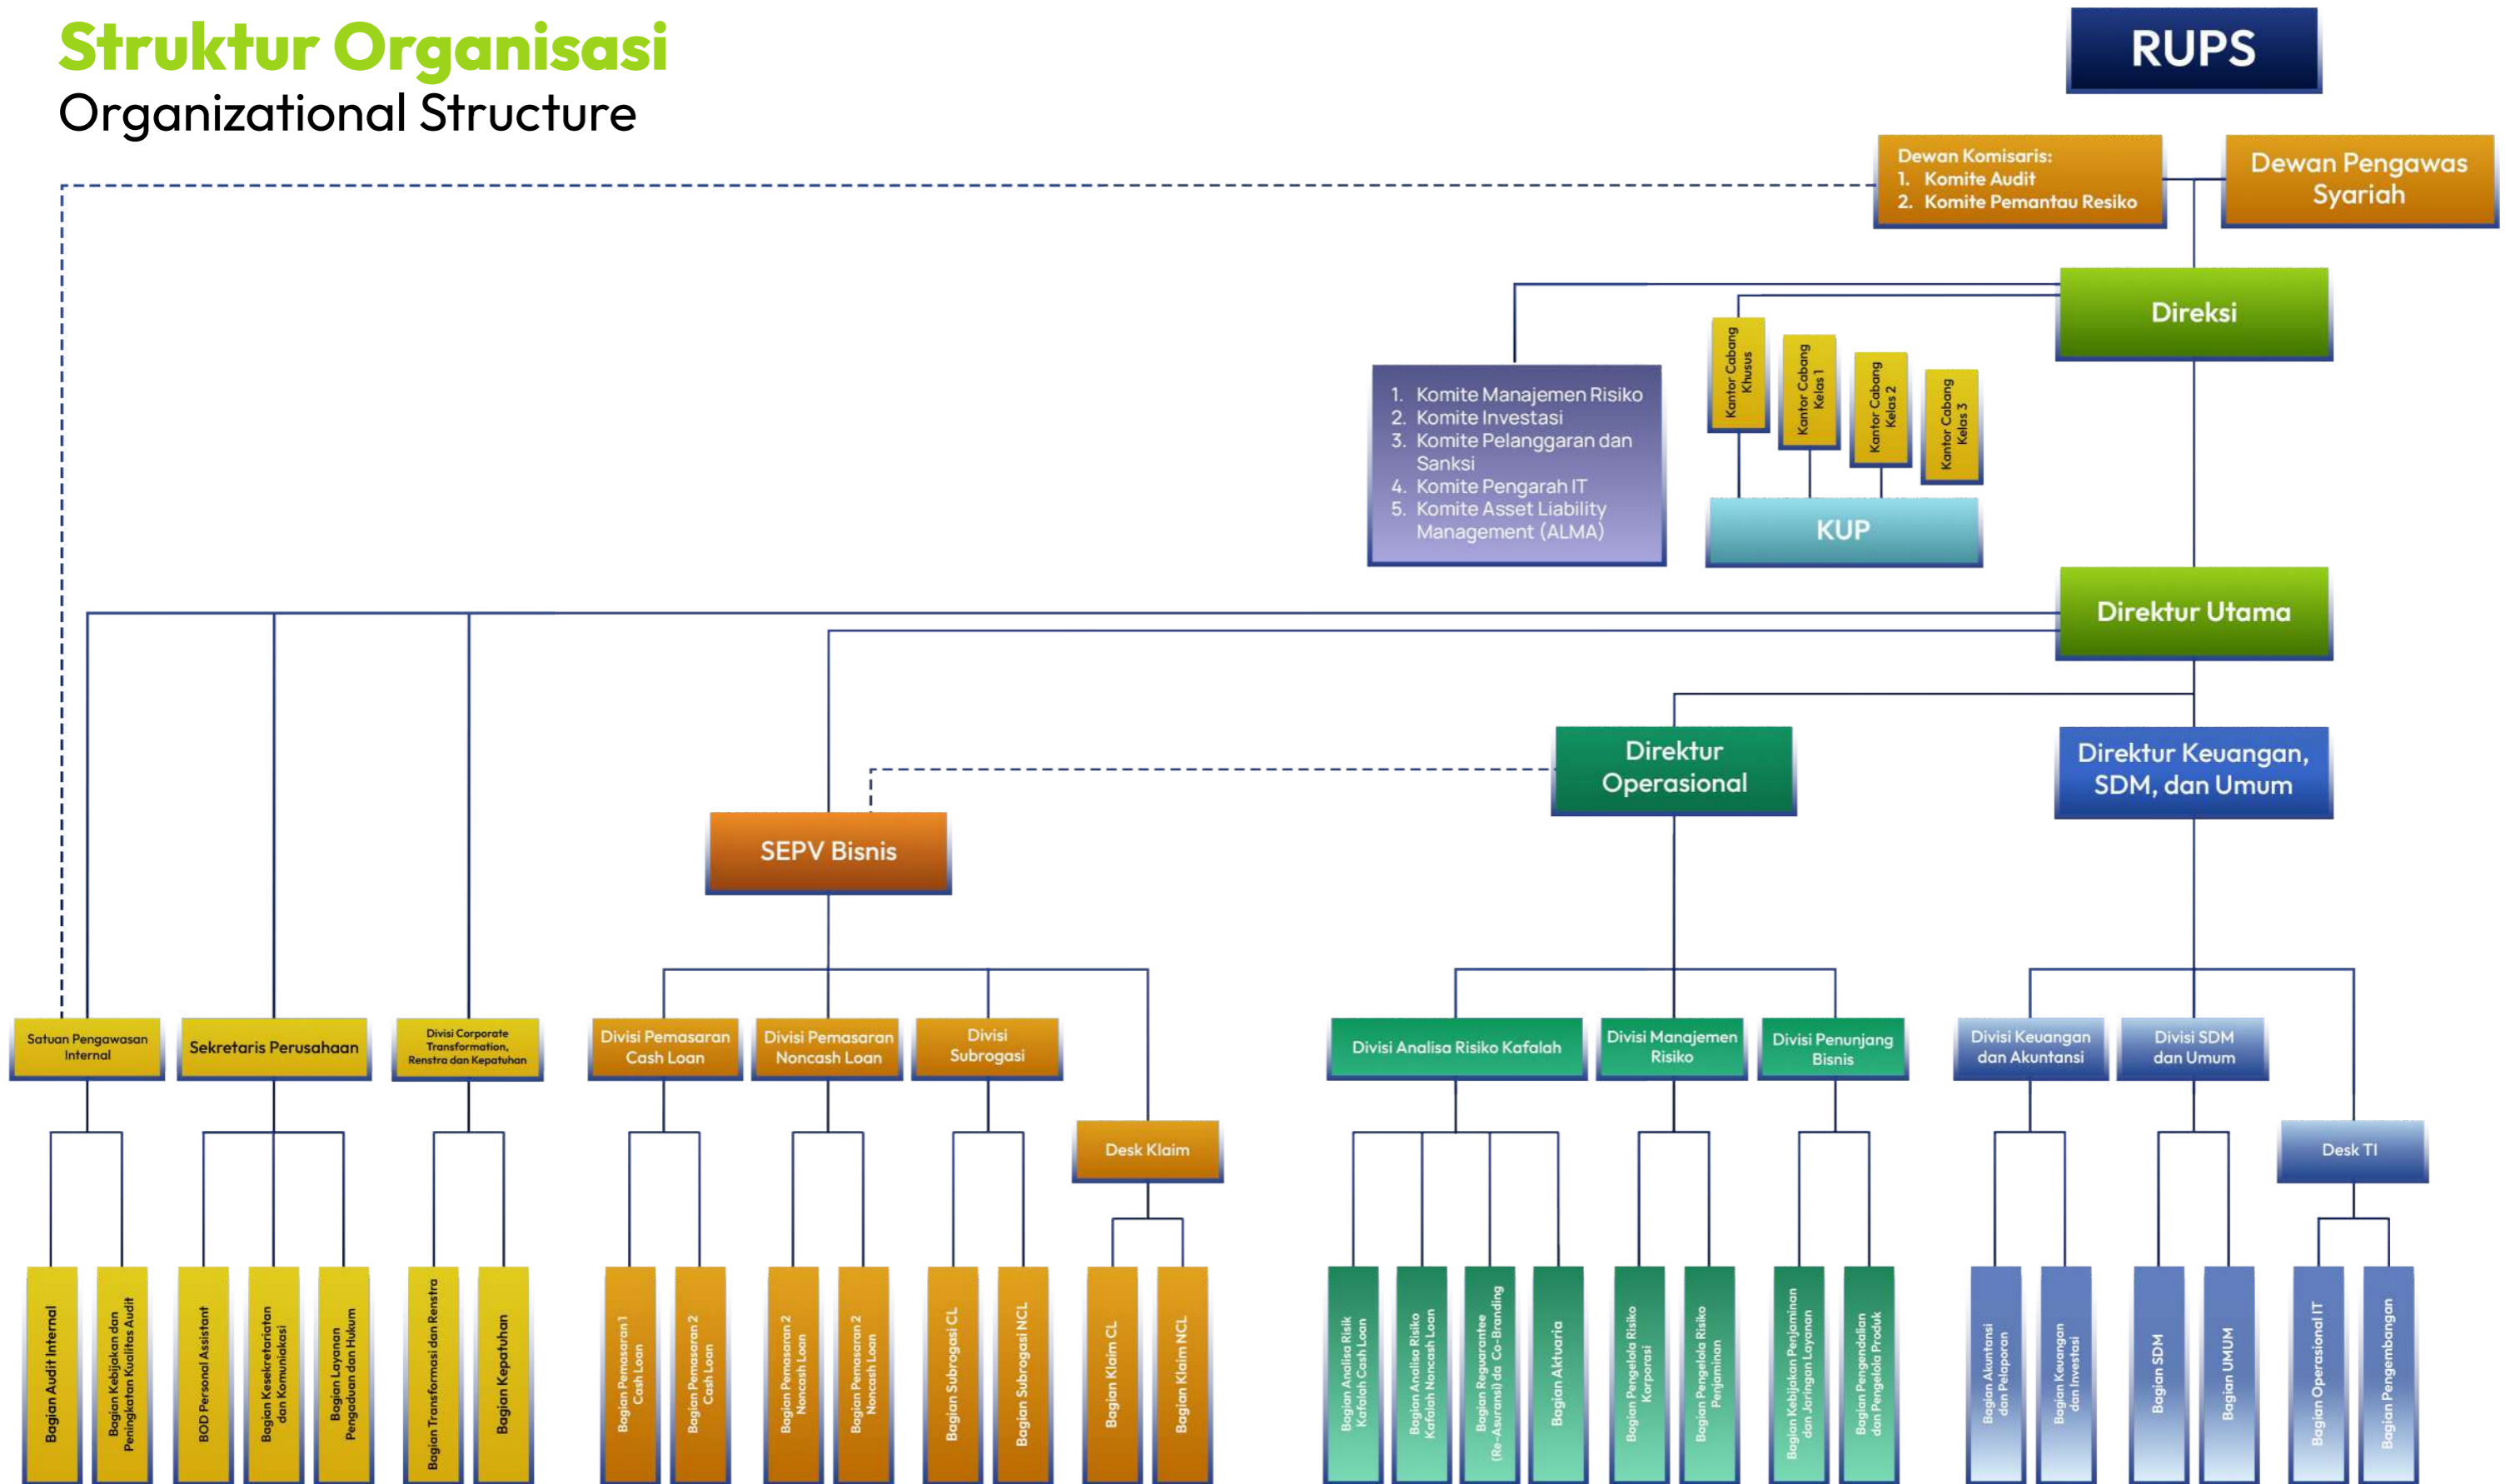 Struktur Organisasi
Organizational Structure
RUPS
Dewan Komisaris:
1. Komite Audit
2. Komite Pemantau Resiko
Dewan Pengawas
Syariah
Direksi
Kantor Cabang
Khusus
Kantor Cabang
Kelas 1
Kantor Cabang
Kelas 2
Kantor Cabang
Kelas 3
1. Komite Manajemen Risiko
2. Komite Investasi
3. Komite Pelanggaran dan
Sanksi
4. Komite Pengarah IT
5. Komite Asset Liability
Management (ALMA)
KUP
Direktur Utama
Direktur
Operasional
Direktur Keuangan,
SDM, dan Umum
SEPV Bisnis
Satuan Pengawasan
Internal
Sekretaris Perusahaan
Divisi Corporate
Transformation,
Renstra dan Kepatuhan
Divisi Pemasaran
Cash Loan
Divisi Pemasaran
Noncash Loan
Divisi
Subrogasi
Divisi Analisa Risiko Kafalah
Divisi Manajemen
Risiko
Divisi Penunjang
Bisnis
Divisi Keuangan
dan Akuntansi
Divisi SDM
dan Umum
Desk Klaim
Desk TI
Bagian Audit Internal
Bagian Kebijakan dan
Peningkatan Kualitas Audit
BOD Personal Assistant
Bagian Kesekretariatan
dan Komuniakasi
Bagian Layanan
Pengaduan dan Hukum
Bagian Transformasi dan Renstra
Bagian Kepatuhan
Bagian Pemasaran 1
Cash Loan
Bagian Pemasaran 2
Cash Loan
Bagian Pemasaran 2
Noncash Loan
Bagian Pemasaran 2
Noncash Loan
Bagian Subrogasi CL
Bagian Subrogasi NCL
Bagian Klaim CL
Bagian Klaim NCL
Bagian Analisa Risik
Kafalah Cash Loan
Bagian Analisa Risiko
Kafalah Noncash Loan
Bagian Reguarantee
(Re-Asuransi) da Co-Branding
Bagian Aktuaria
Bagian Pengelola Risiko
Korporasi
Bagian Pengelola Risiko
Penjaminan
Bagian Kebijakan Penjaminan
dan Jaringan Layanan
Bagian Pengendalian
dan Pengelola Produk
Bagian Akuntansi
dan Pelaporan
Bagian Keuangan
dan Investasi
Bagian SDM
Bagian UMUM
Bagian Operasional IT
Bagian Pengembangan